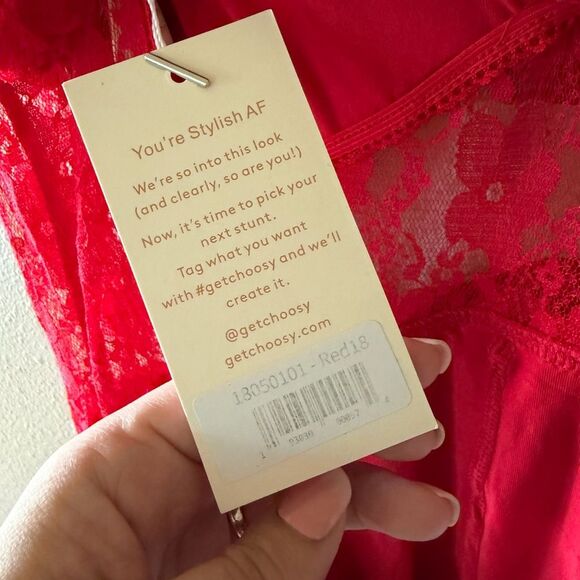 You're Stylish AF
We're so into this look
(and clearly, so are you!)
Now, it's time to pick your
next stunt.
Tag what you want
with #getchoosy and we'll
create it.
@getchoosy
getchoosy.com
18050101-Red18